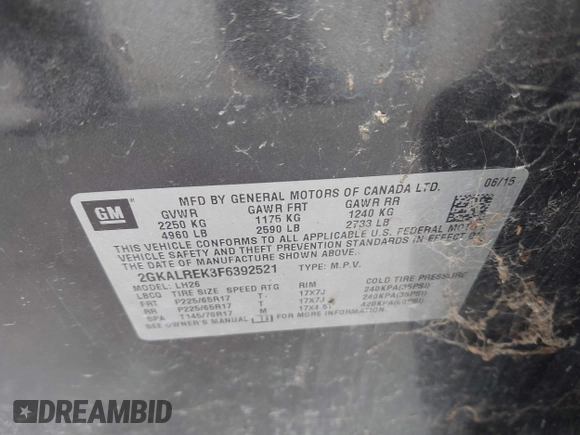 GM
MFD BY GENERAL MOTORS OF CANADA LTD. 06/15
GVWR GAWR FRT GAWR RR
2250 KG 1175 KG 1240 KG
4960 LB 2590 LB 2733 LB
THIS VEHICLE CONFORMS TO ALL APPLICABLE U.S. FEDERAL MOTOR
VEHICLE SAFETY AND THEFT PREVENTION STANDARDS IN EFFECT ON
THE DATE OF MANUFACTURE SHOWN ABOVE.
2GKALREK3F6392521 TYPE: M.P.V.
MODEL: LH26
LBCQ TIRE SIZE SPEED RTG RIM COLD TIRE PRESSURE
FRT P225/65R17 T 17X7J 240KPA(35PSI)
RR P225/65R17 T 17X7J 240KPA(35PSI)
SPA T145/70R17 M 420KPA(60PSI)
SEE OWNER'S MANUAL FOR MORE INFORMATION.
DREAMBID